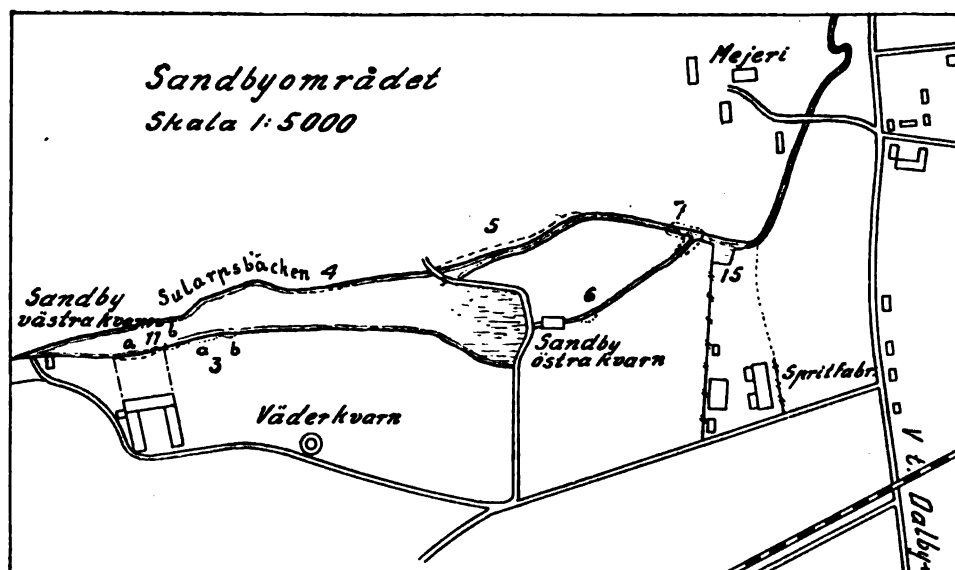 Sandbyområdet
Skala 1:5000
Mejeri
7
5
15
Sularpsbäcken 4
6
Sandby
västra kvarn
b
a 11
a b
3
Sandby
östra kvarn
Spritfabr.
Väderkvarn
V t. Dalby